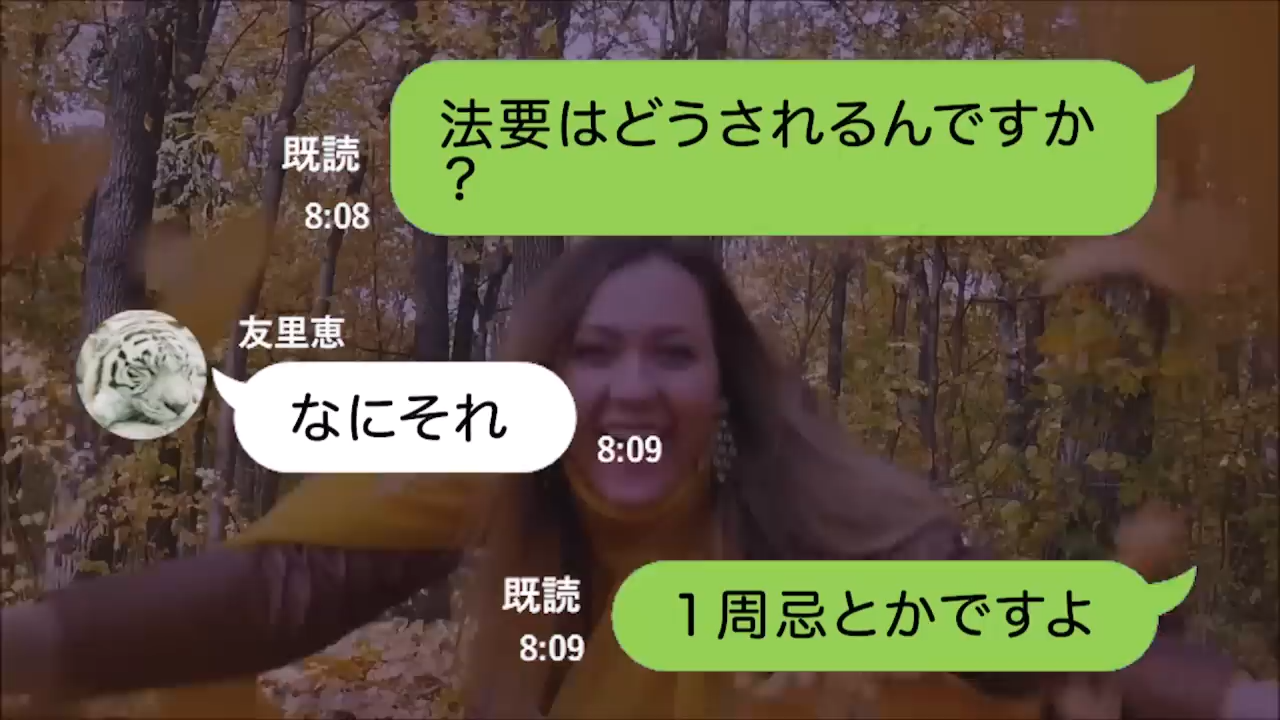 法要はどうされるんですか
？
既読
8:08
友里恵
なにそれ
8:09
１周忌とかですよ
既読
8:09